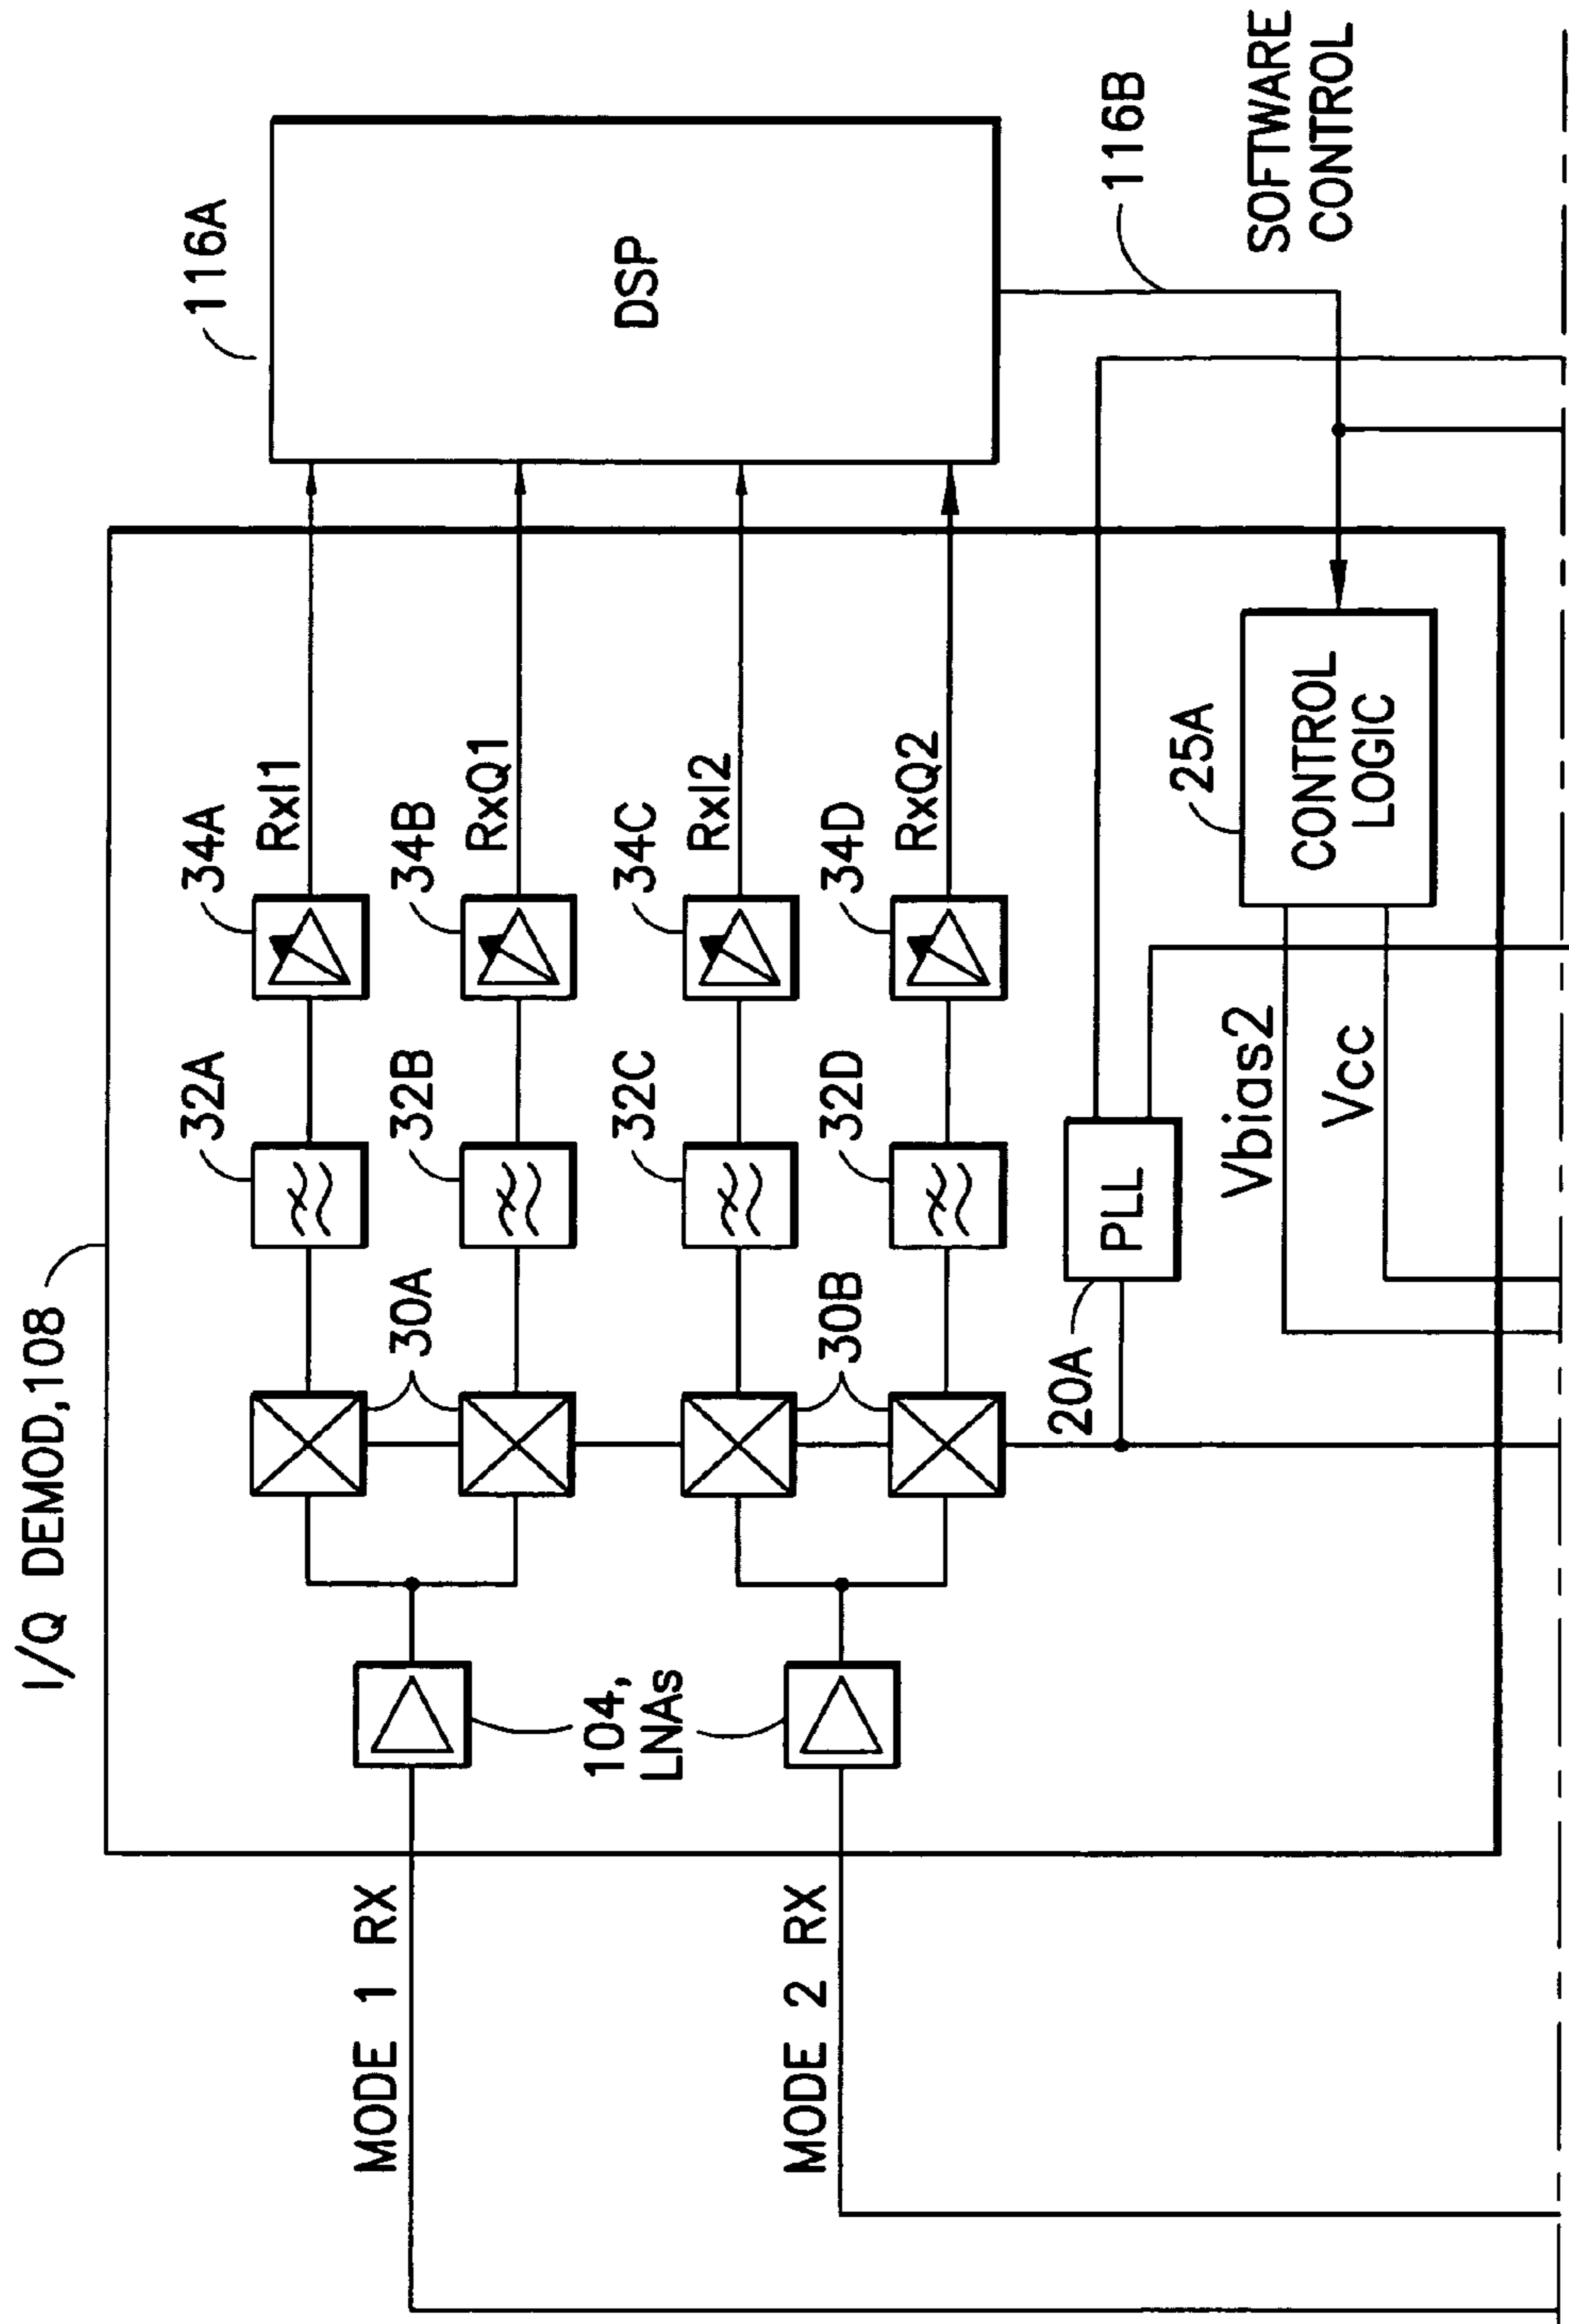 I/Q DEMOD,108
116A
34A
32A
RxI1
MODE 1 RX
30A
32B
34B
RxQ1
DSP
104,
LNAs
32C
34C
RxI2
MODE 2 RX
30B
32D
34D
RxQ2
20A
PLL
116B
25A
Vbias2
CONTROL
LOGIC
SOFTWARE
CONTROL
Vcc